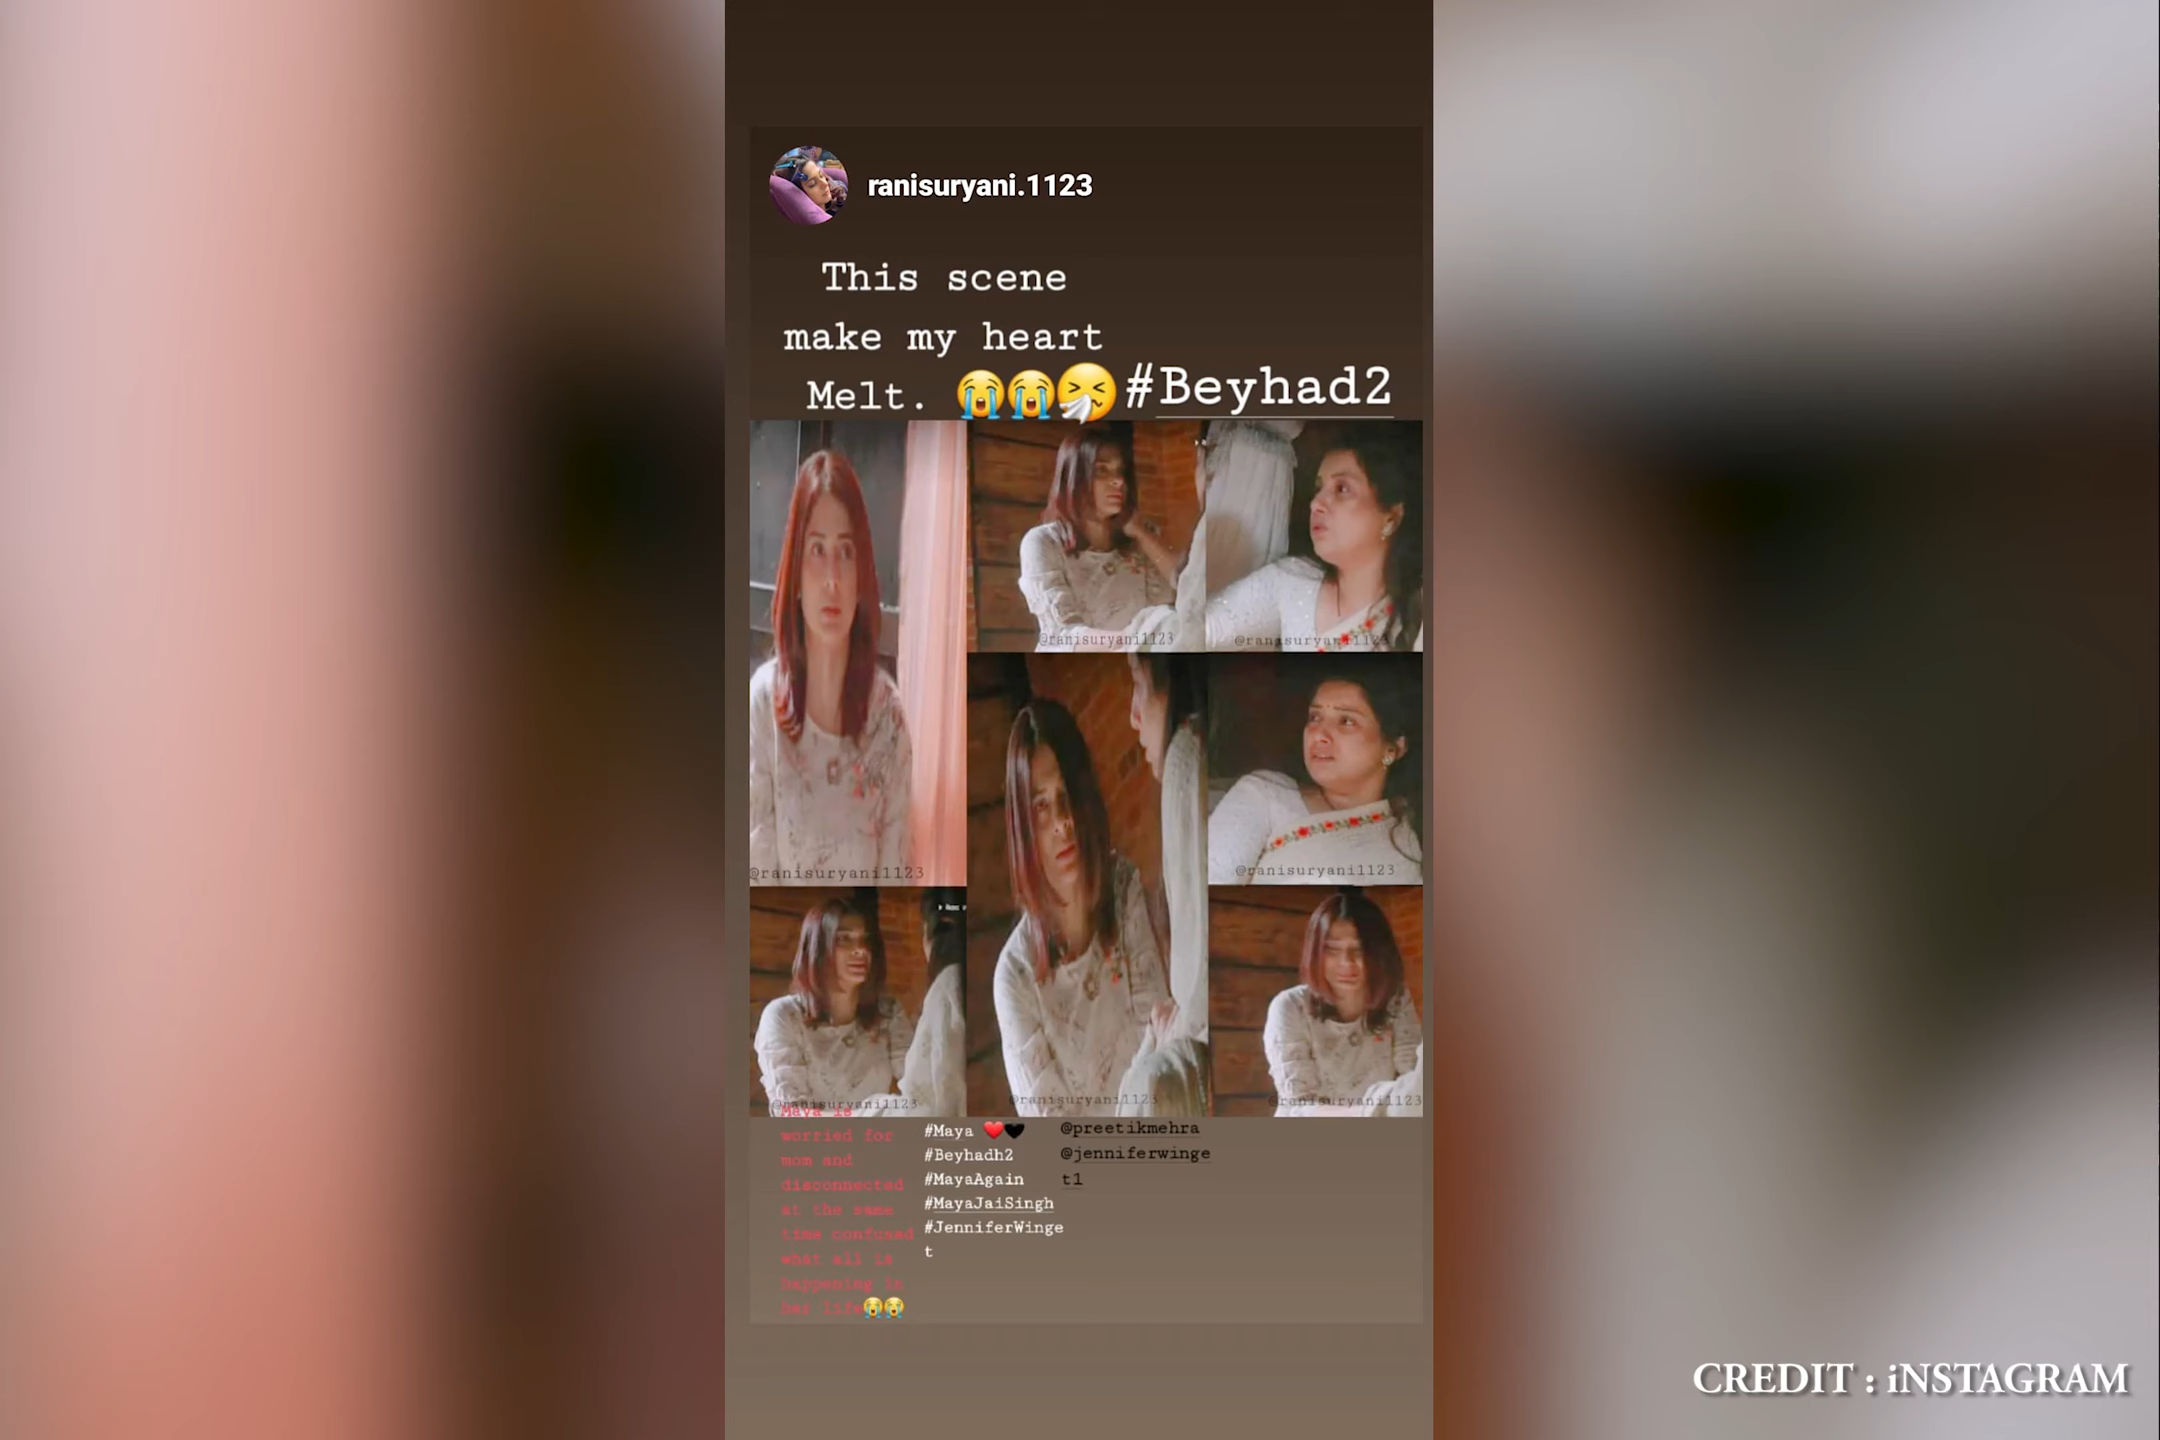 ranisuryani.1123
This scene
make my heart
Melt. 😭😭🤧 #Beyhad2
@ranisuryani1123
@ranisuryani1123
@ranisuryani1123
@ranisuryani1123
@ranisuryani1123
@ranisuryani1123
@ranisuryani1123
Maya is
worried for
mom and
disconnected
at the same
time confused
what all is
happening in
her life😭😭
#Maya ❤️🖤
#Beyhadh2
#MayaAgain
#MayaJaiSingh
#JenniferWinge
t
@preetikmehra
@jenniferwinge
t1
CREDIT : iNSTAGRAM